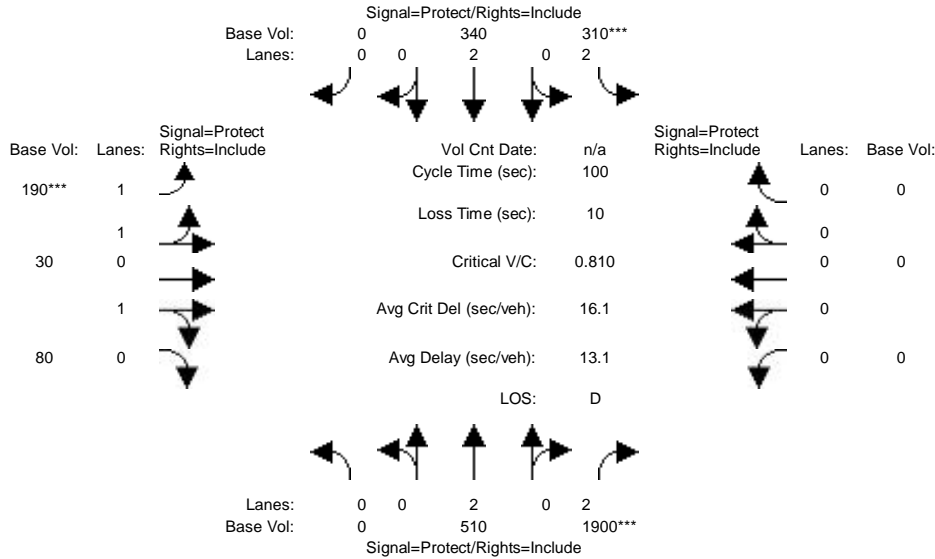 Signal=Protect/Rights=Include
Base Vol: 0 340 310***
Lanes: 0 0 2 0 2
Signal=Protect
Base Vol: Lanes: Rights=Include
Vol Cnt Date: n/a
Signal=Protect
Rights=Include Lanes: Base Vol:
Cycle Time (sec): 100
190*** 1
0 0
Loss Time (sec): 10
1
0
30 0
Critical V/C: 0.810
0 0
1
Avg Crit Del (sec/veh): 16.1
0
80 0
Avg Delay (sec/veh): 13.1
0 0
LOS: D
Lanes: 0 0 2 0 2
Base Vol: 0 510 1900***
Signal=Protect/Rights=Include